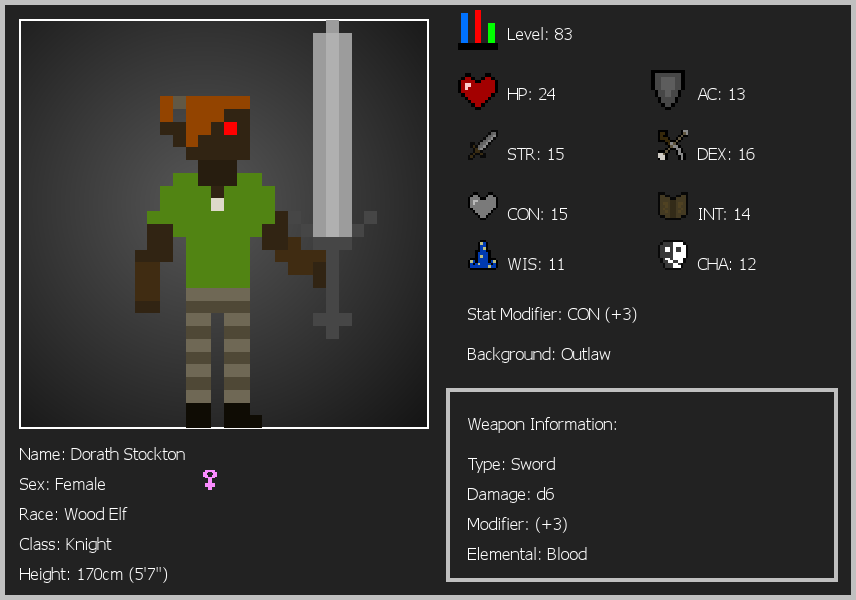 Level: 83
HP: 24
AC: 13
STR: 15
DEX: 16
CON: 15
INT: 14
WIS: 11
CHA: 12
Stat Modifier: CON (+3)
Background: Outlaw
Weapon Information:
Type: Sword
Damage: d6
Modifier: (+3)
Elemental: Blood
Name: Dorath Stockton
Sex: Female
Race: Wood Elf
Class: Knight
Height: 170cm (5'7")